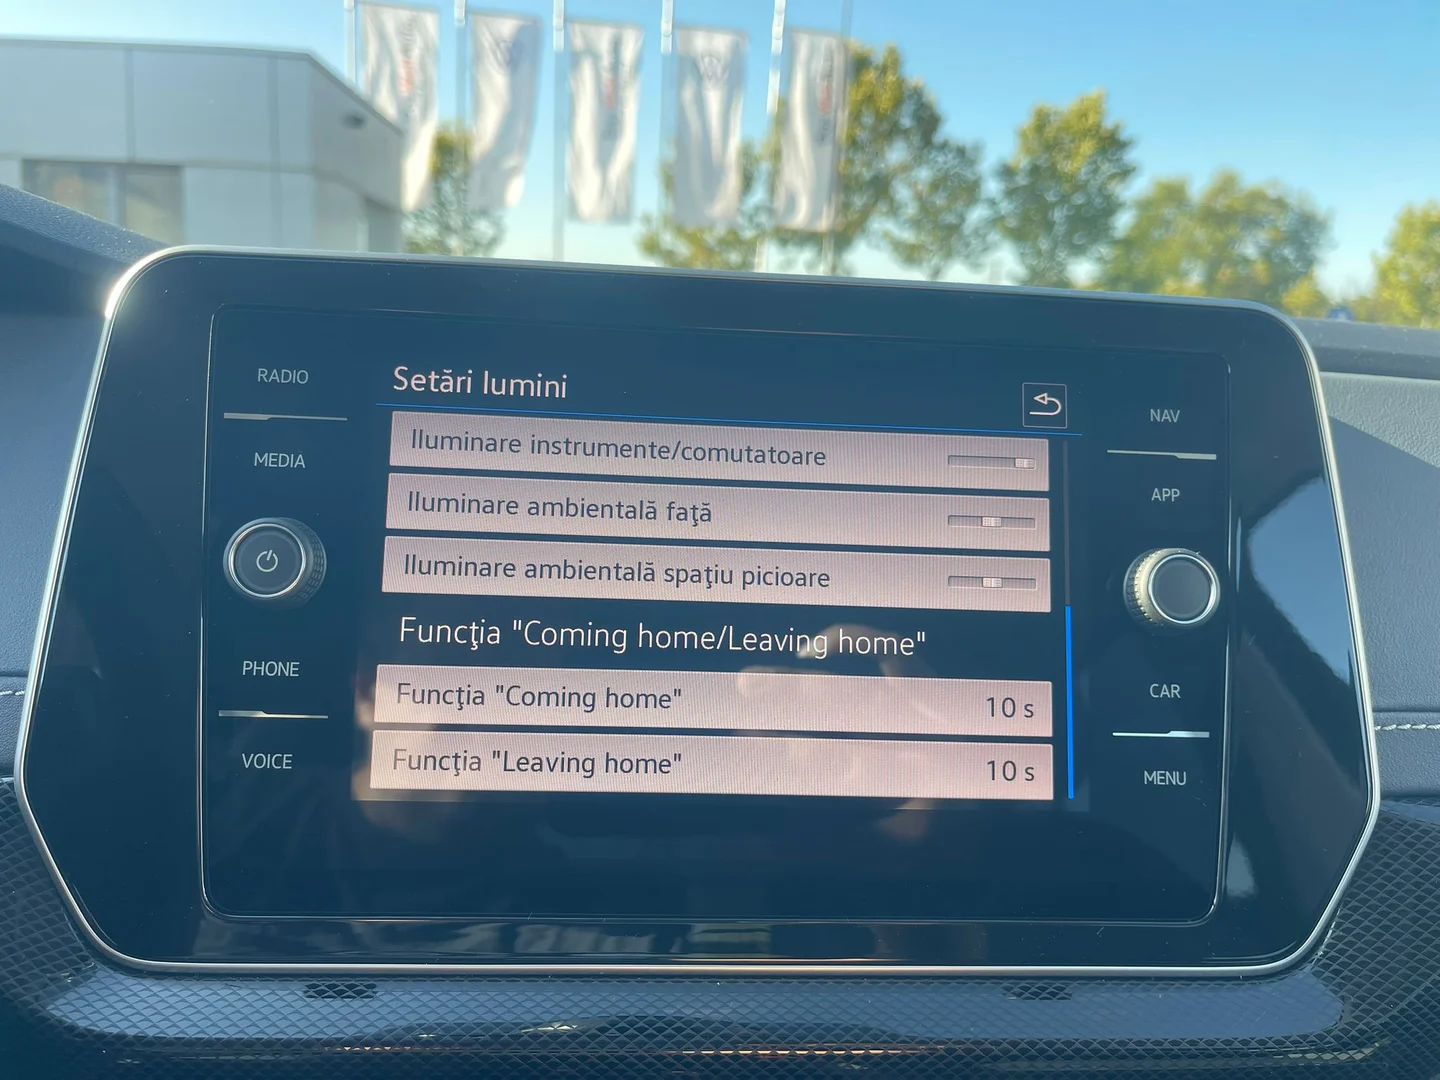 RADIO
MEDIA
PHONE
VOICE
Setări lumini
Iluminare instrumente/comutatoare
Iluminare ambientală faţă
Iluminare ambientală spaţiu picioare
Funcţia "Coming home/Leaving home"
Funcţia "Coming home" 10 s
Funcţia "Leaving home" 10 s
NAV
APP
CAR
MENU